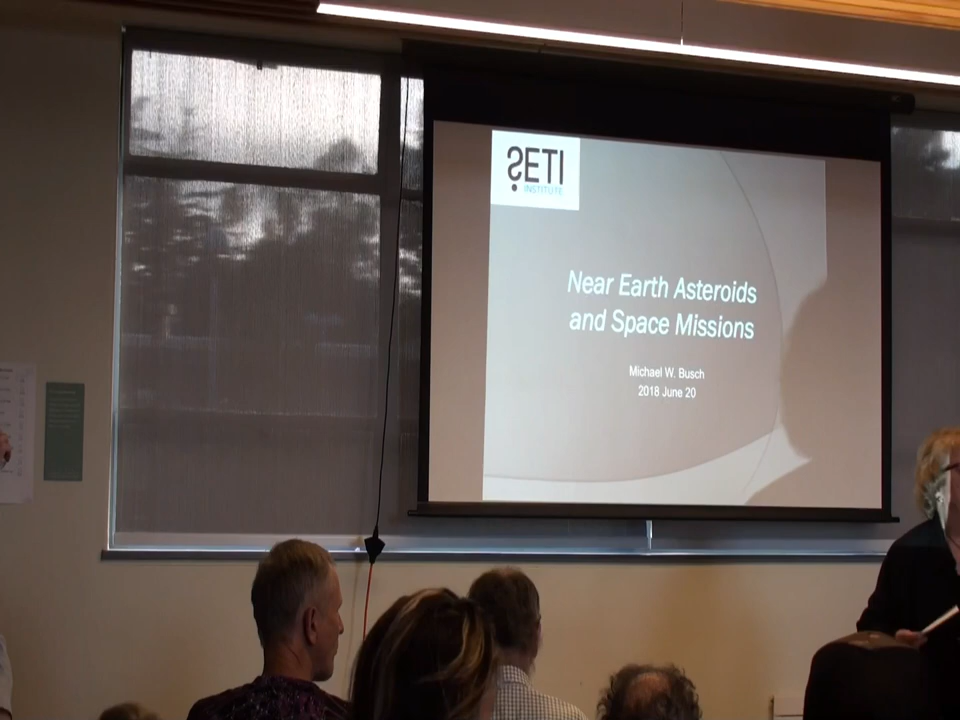 SETI
INSTITUTE
Near Earth Asteroids
and Space Missions
Michael W. Busch
2018 June 20